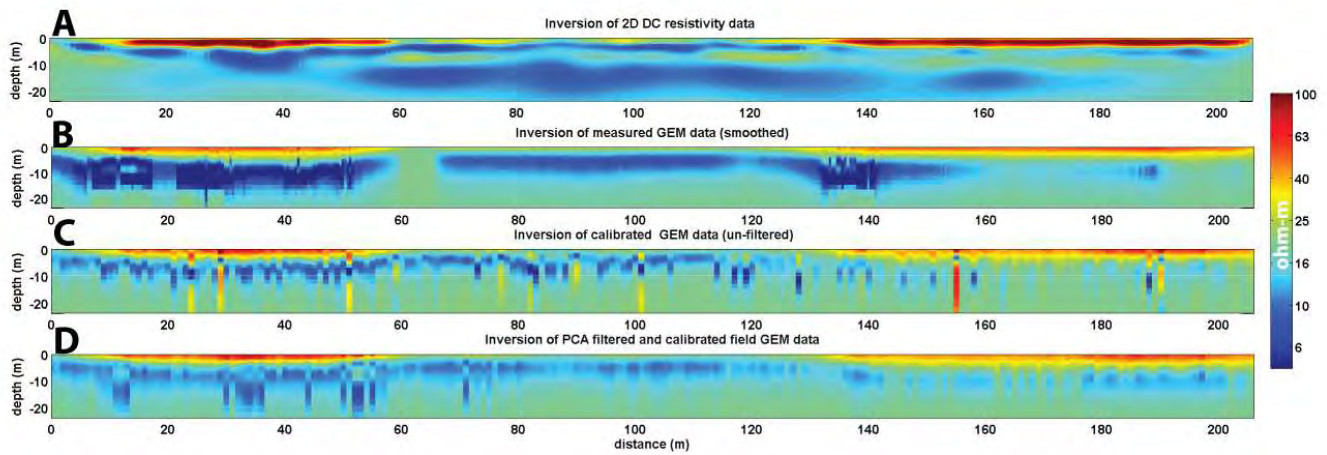 A
Inversion of 2D DC resistivity data
depth (m)
0
-10
-20
0 20 40 60 80 100 120 140 160 180 200
B
Inversion of measured GEM data (smoothed)
depth (m)
0
-10
-20
0 20 40 60 80 100 120 140 160 180 200
C
Inversion of calibrated GEM data (un-filtered)
depth (m)
0
-10
-20
0 20 40 60 80 100 120 140 160 180 200
D
Inversion of PCA filtered and calibrated field GEM data
depth (m)
0
-10
-20
0 20 40 60 80 100 120 140 160 180 200
distance (m)
100
63
40
25
16
10
6
ohm-m